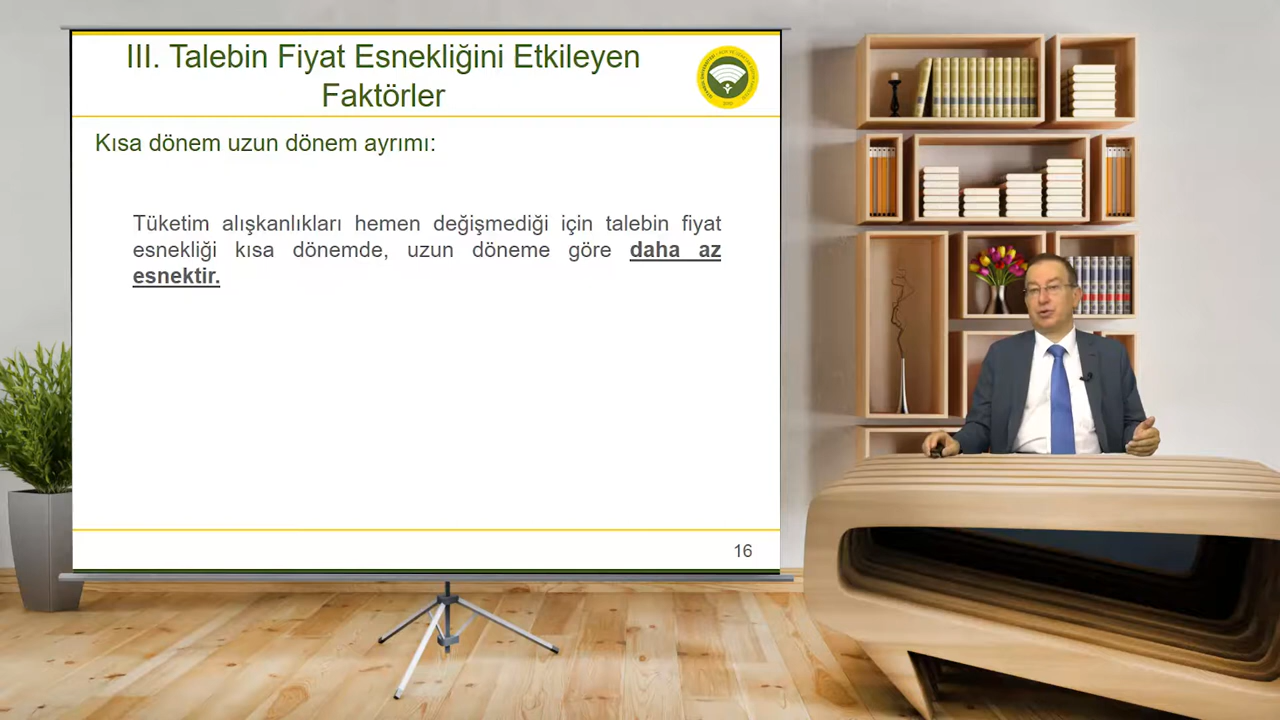 III. Talebin Fiyat Esnekliğini Etkileyen
Faktörler
Kısa dönem uzun dönem ayrımı:
Tüketim alışkanlıkları hemen değişmediği için talebin fiyat
esnekliği kısa dönemde, uzun döneme göre daha az
esnektir.
16